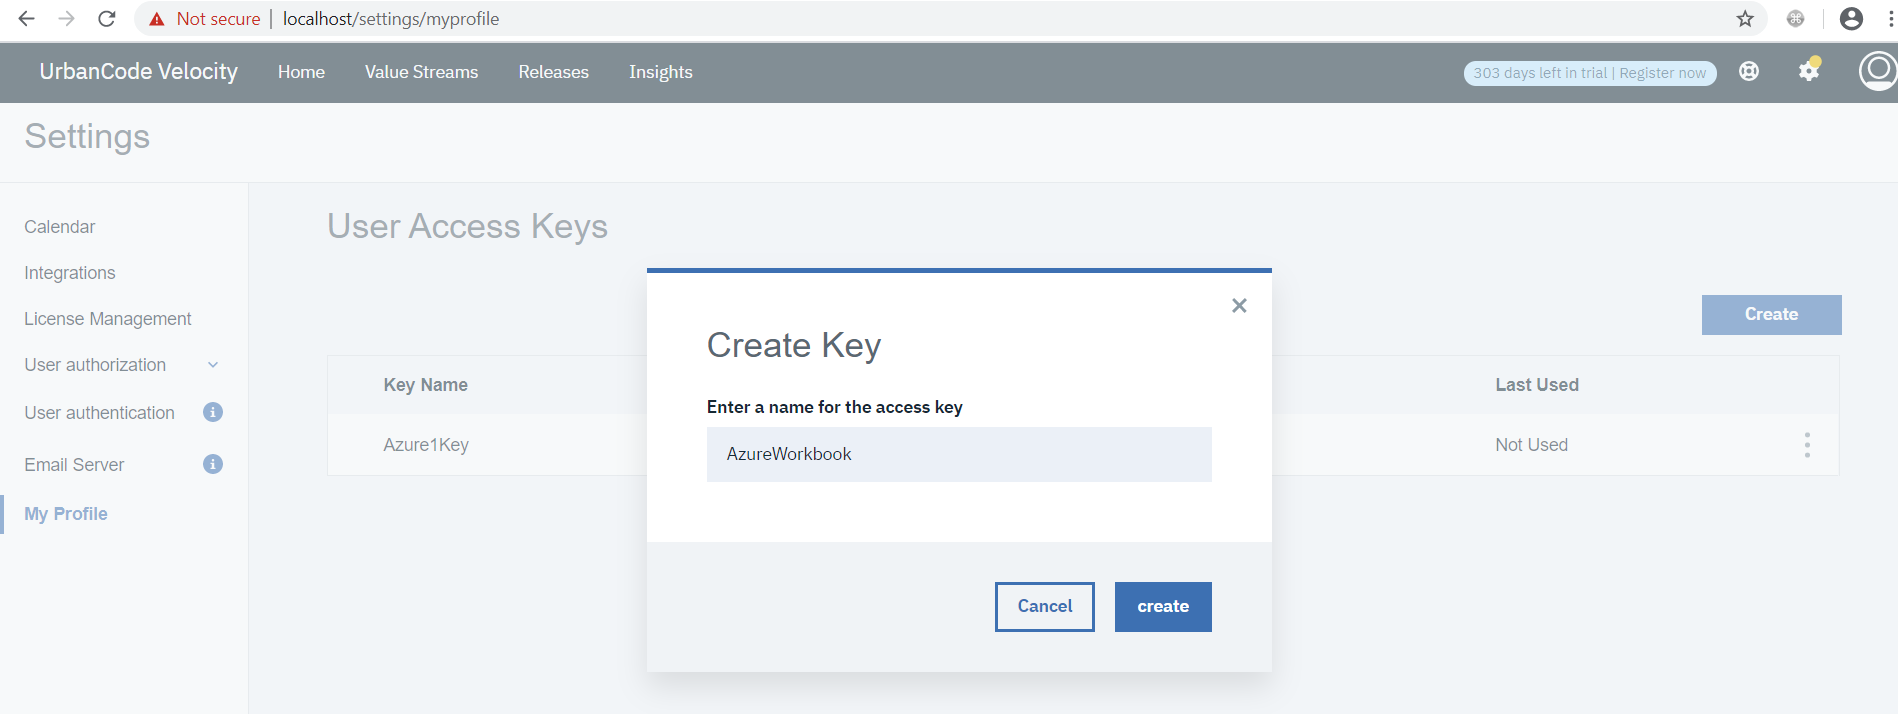 Not secure | localhost/settings/myprofile
UrbanCode Velocity Home Value Streams Releases Insights 303 days left in trial | Register now
Settings
Calendar
Integrations
License Management
User authorization
User authentication
Email Server
My Profile
User Access Keys
Create
Key Name Last Used
Azure1Key Not Used
Create Key
Enter a name for the access key
AzureWorkbook
Cancel create